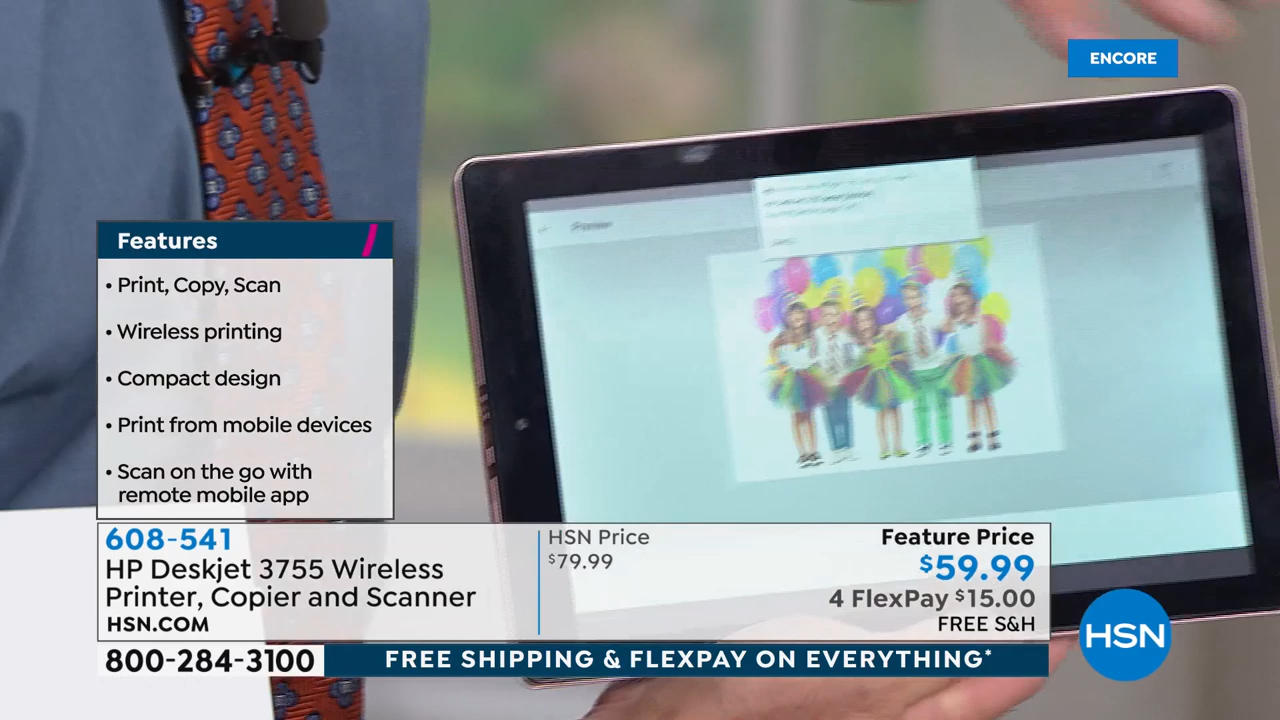 ENCORE
Features
• Print, Copy, Scan
• Wireless printing
• Compact design
• Print from mobile devices
• Scan on the go with
remote mobile app
608-541
HP Deskjet 3755 Wireless
Printer, Copier and Scanner
HSN.COM
HSN Price
$79.99
Feature Price
$59.99
4 FlexPay $15.00
FREE S&H
HSN
800-284-3100
FREE SHIPPING & FLEXPAY ON EVERYTHING*